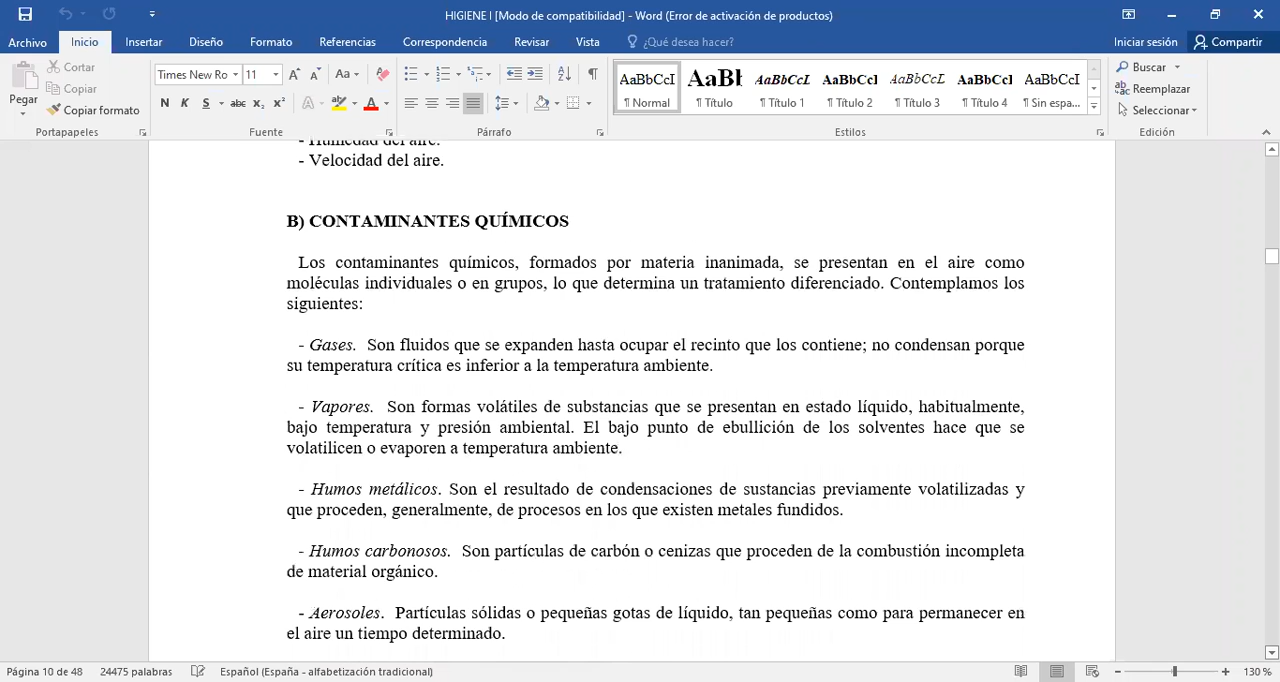 HIGIENE I [Modo de compatibilidad] - Word (Error de activación de productos)
Archivo Inicio Insertar Diseño Formato Referencias Correspondencia Revisar Vista ¿Qué desea hacer? Iniciar sesión Compartir
Pegar
Cortar
Copiar
Copiar formato
Portapapeles
Times New Ro 11
Aa
N K S abc x₂ x²
Fuente
Párrafo
AaBbCcI AaBł AaBbCcL AaBbCcI AaBbCcL AaBbCcI AaBbCcI
¶ Normal ¶ Título ¶ Título 1 ¶ Título 2 ¶ Título 3 ¶ Título 4 ¶ Sin espa...
Estilos
Buscar
Reemplazar
Seleccionar
Edición
- Humedad del aire.
- Velocidad del aire.
B) CONTAMINANTES QUÍMICOS
Los contaminantes químicos, formados por materia inanimada, se presentan en el aire como
moléculas individuales o en grupos, lo que determina un tratamiento diferenciado. Contemplamos los
siguientes:
- Gases. Son fluidos que se expanden hasta ocupar el recinto que los contiene; no condensan porque
su temperatura crítica es inferior a la temperatura ambiente.
- Vapores. Son formas volátiles de substancias que se presentan en estado líquido, habitualmente,
bajo temperatura y presión ambiental. El bajo punto de ebullición de los solventes hace que se
volatilicen o evaporen a temperatura ambiente.
- Humos metálicos. Son el resultado de condensaciones de sustancias previamente volatilizadas y
que proceden, generalmente, de procesos en los que existen metales fundidos.
- Humos carbonosos. Son partículas de carbón o cenizas que proceden de la combustión incompleta
de material orgánico.
- Aerosoles. Partículas sólidas o pequeñas gotas de líquido, tan pequeñas como para permanecer en
el aire un tiempo determinado.
Página 10 de 48 24475 palabras Español (España - alfabetización tradicional) 130 %